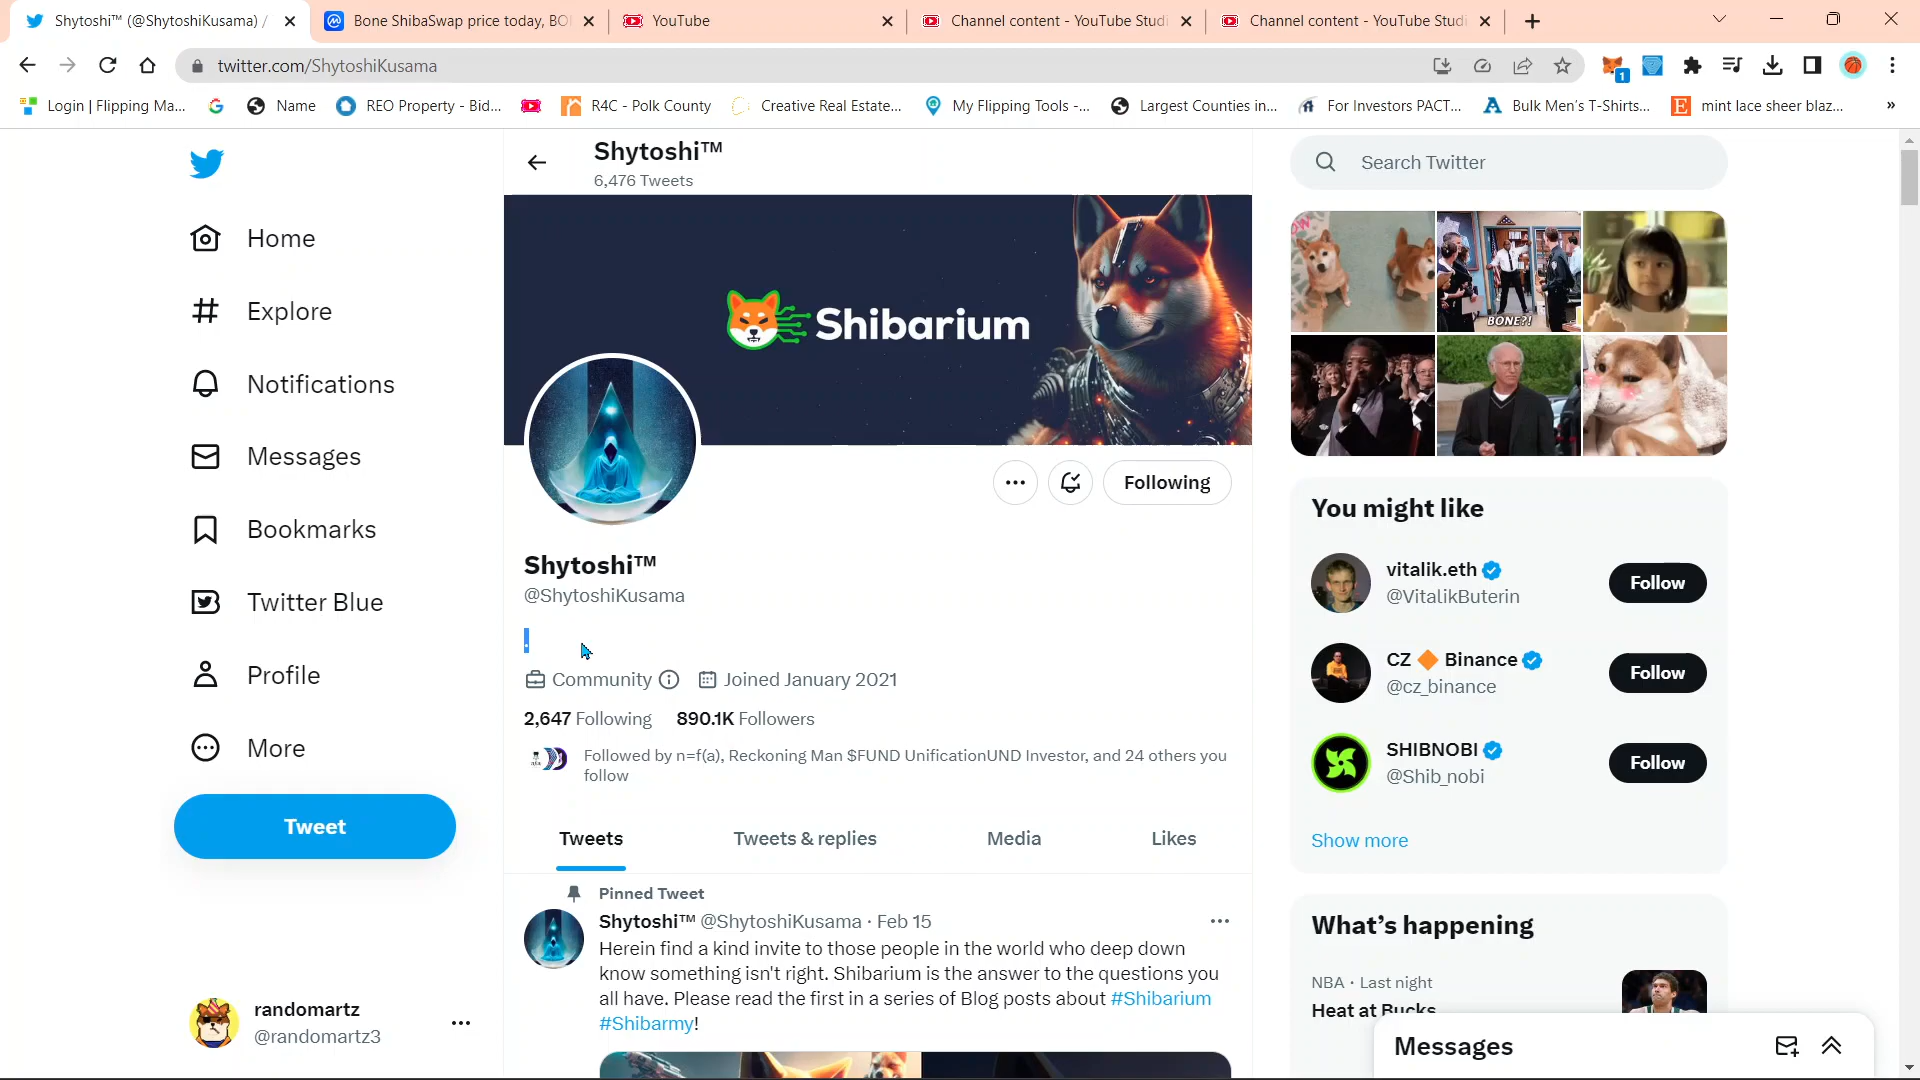 Shytoshi™ (@ShytoshiKusama) /
Bone ShibaSwap price today, BO
YouTube
Channel content - YouTube Studi
Channel content - YouTube Studi
twitter.com/ShytoshiKusama
1
Login | Flipping Ma...
Name
REO Property - Bid...
R4C - Polk County
Creative Real Estate...
My Flipping Tools -...
Largest Counties in...
For Investors PACT...
Bulk Men's T-Shirts...
mint lace sheer blaz...
»
Home
Explore
Notifications
Messages
Bookmarks
Twitter Blue
Profile
More
Tweet
randomartz
@randomartz3
Shytoshi™
6,476 Tweets
Shibarium
Following
Shytoshi™
@ShytoshiKusama
.
Community
Joined January 2021
2,647 Following 890.1K Followers
Followed by n=f(a), Reckoning Man $FUND UnificationUND Investor, and 24 others you
follow
Tweets
Tweets & replies
Media
Likes
Pinned Tweet
Shytoshi™ @ShytoshiKusama · Feb 15
Herein find a kind invite to those people in the world who deep down
know something isn't right. Shibarium is the answer to the questions you
all have. Please read the first in a series of Blog posts about #Shibarium
#Shibarmy!
Search Twitter
BONE?!
You might like
vitalik.eth
@VitalikButerin
Follow
CZ Binance
@cz_binance
Follow
SHIBNOBI
@Shib_nobi
Follow
Show more
What's happening
NBA · Last night
Heat at Bucks
Messages